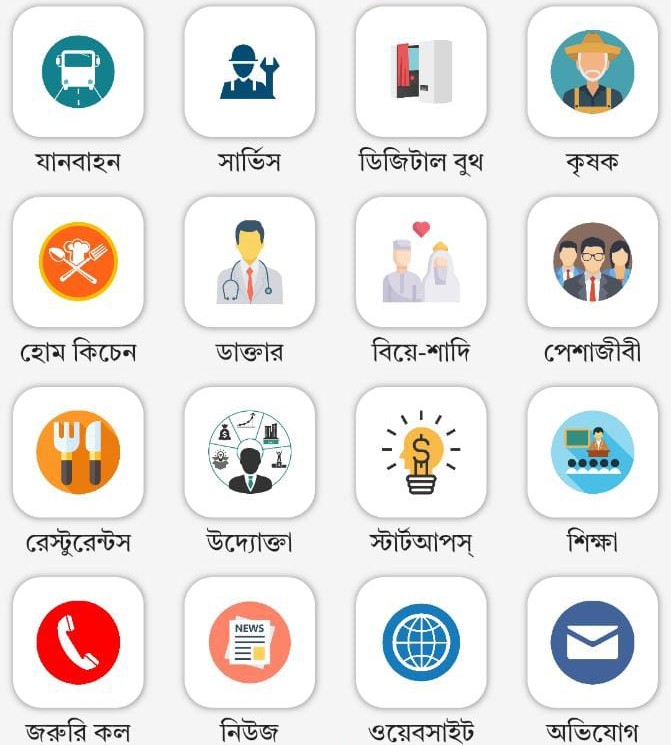 যানবাহন
সার্ভিস
ডিজিটাল বুথ
কৃষক
হোম কিচেন
ডাক্তার
বিয়ে-শাদি
পেশাজীবী
রেস্টুরেন্টস
উদ্যোক্তা
স্টার্টআপস্
শিক্ষা
NEWS
জরুরি কল
নিউজ
ওয়েবসাইট
অভিযোগ